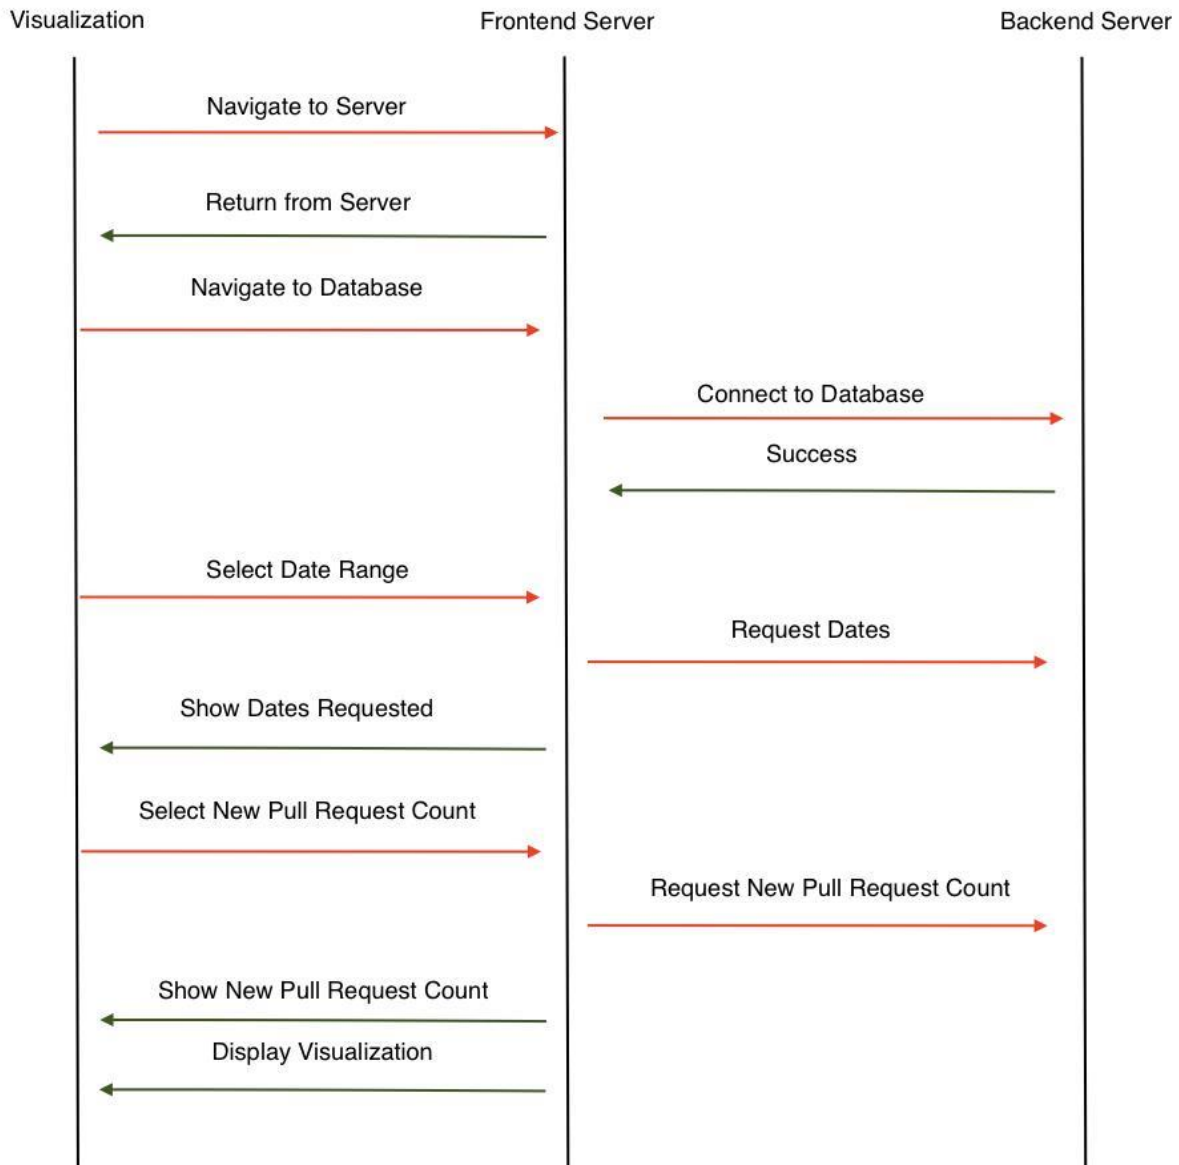 Visualization
Frontend Server
Backend Server
Navigate to Server
Return from Server
Navigate to Database
Connect to Database
Success
Select Date Range
Request Dates
Show Dates Requested
Select New Pull Request Count
Request New Pull Request Count
Show New Pull Request Count
Display Visualization